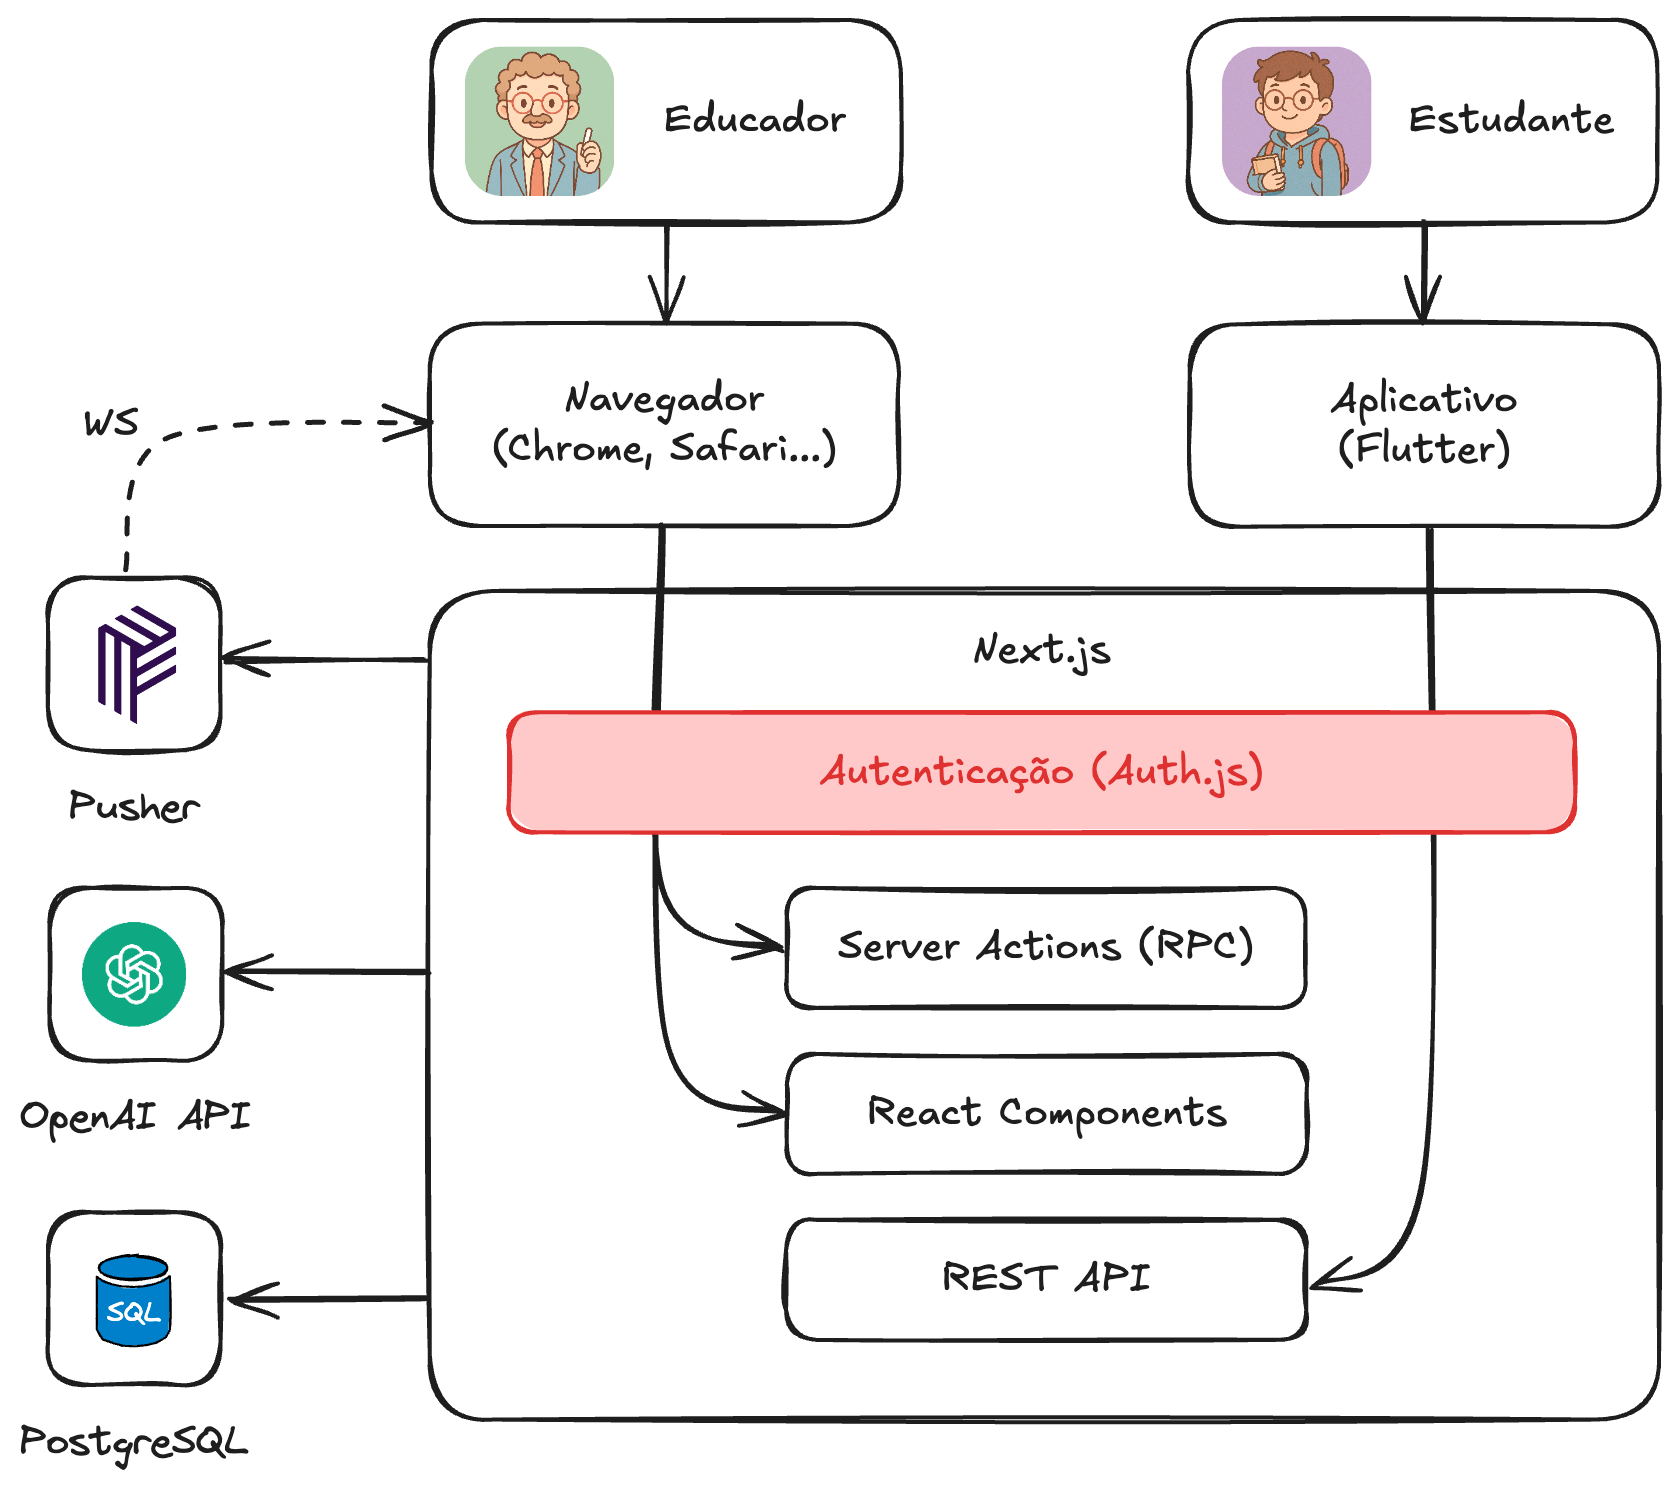 Educador
Estudante
Navegador
(Chrome, Safari...)
Aplicativo
(Flutter)
WS
Next.js
Autenticação (Auth.js)
Pusher
Server Actions (RPC)
OpenAI API
React Components
REST API
SQL
PostgreSQL